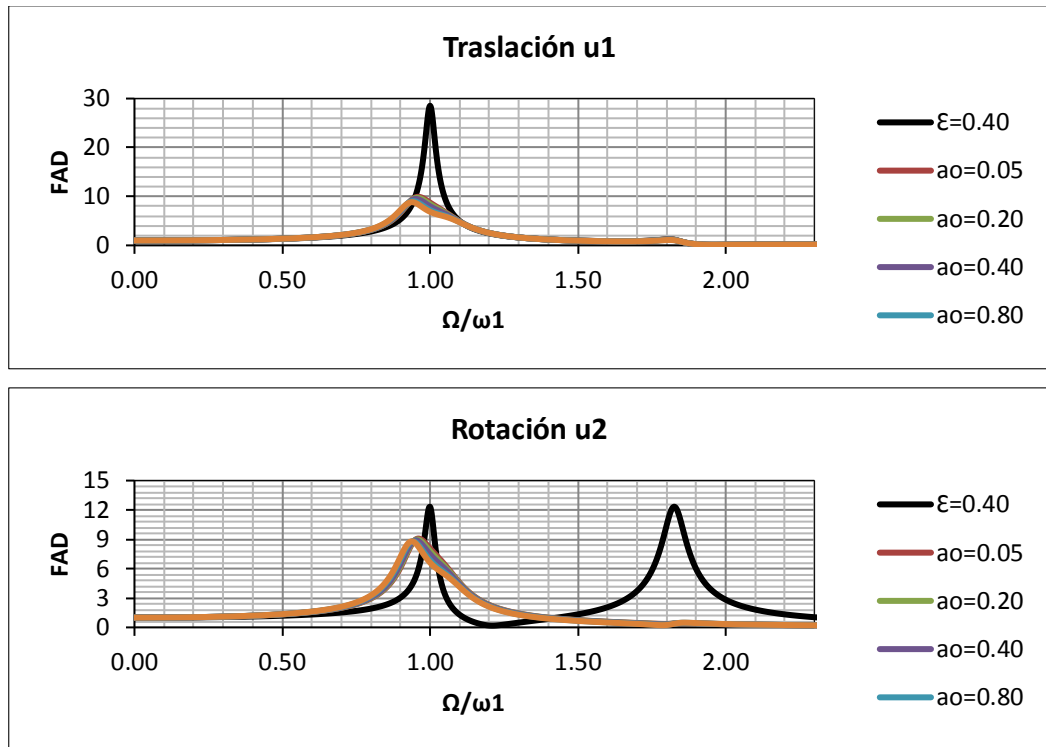 Traslación u1
30
20
10
0
FAD
0.00 0.50 1.00 1.50 2.00
Ω/ω1
Ɛ=0.40
ao=0.05
ao=0.20
ao=0.40
ao=0.80
Rotación u2
15
12
9
6
3
0
FAD
0.00 0.50 1.00 1.50 2.00
Ω/ω1
Ɛ=0.40
ao=0.05
ao=0.20
ao=0.40
ao=0.80